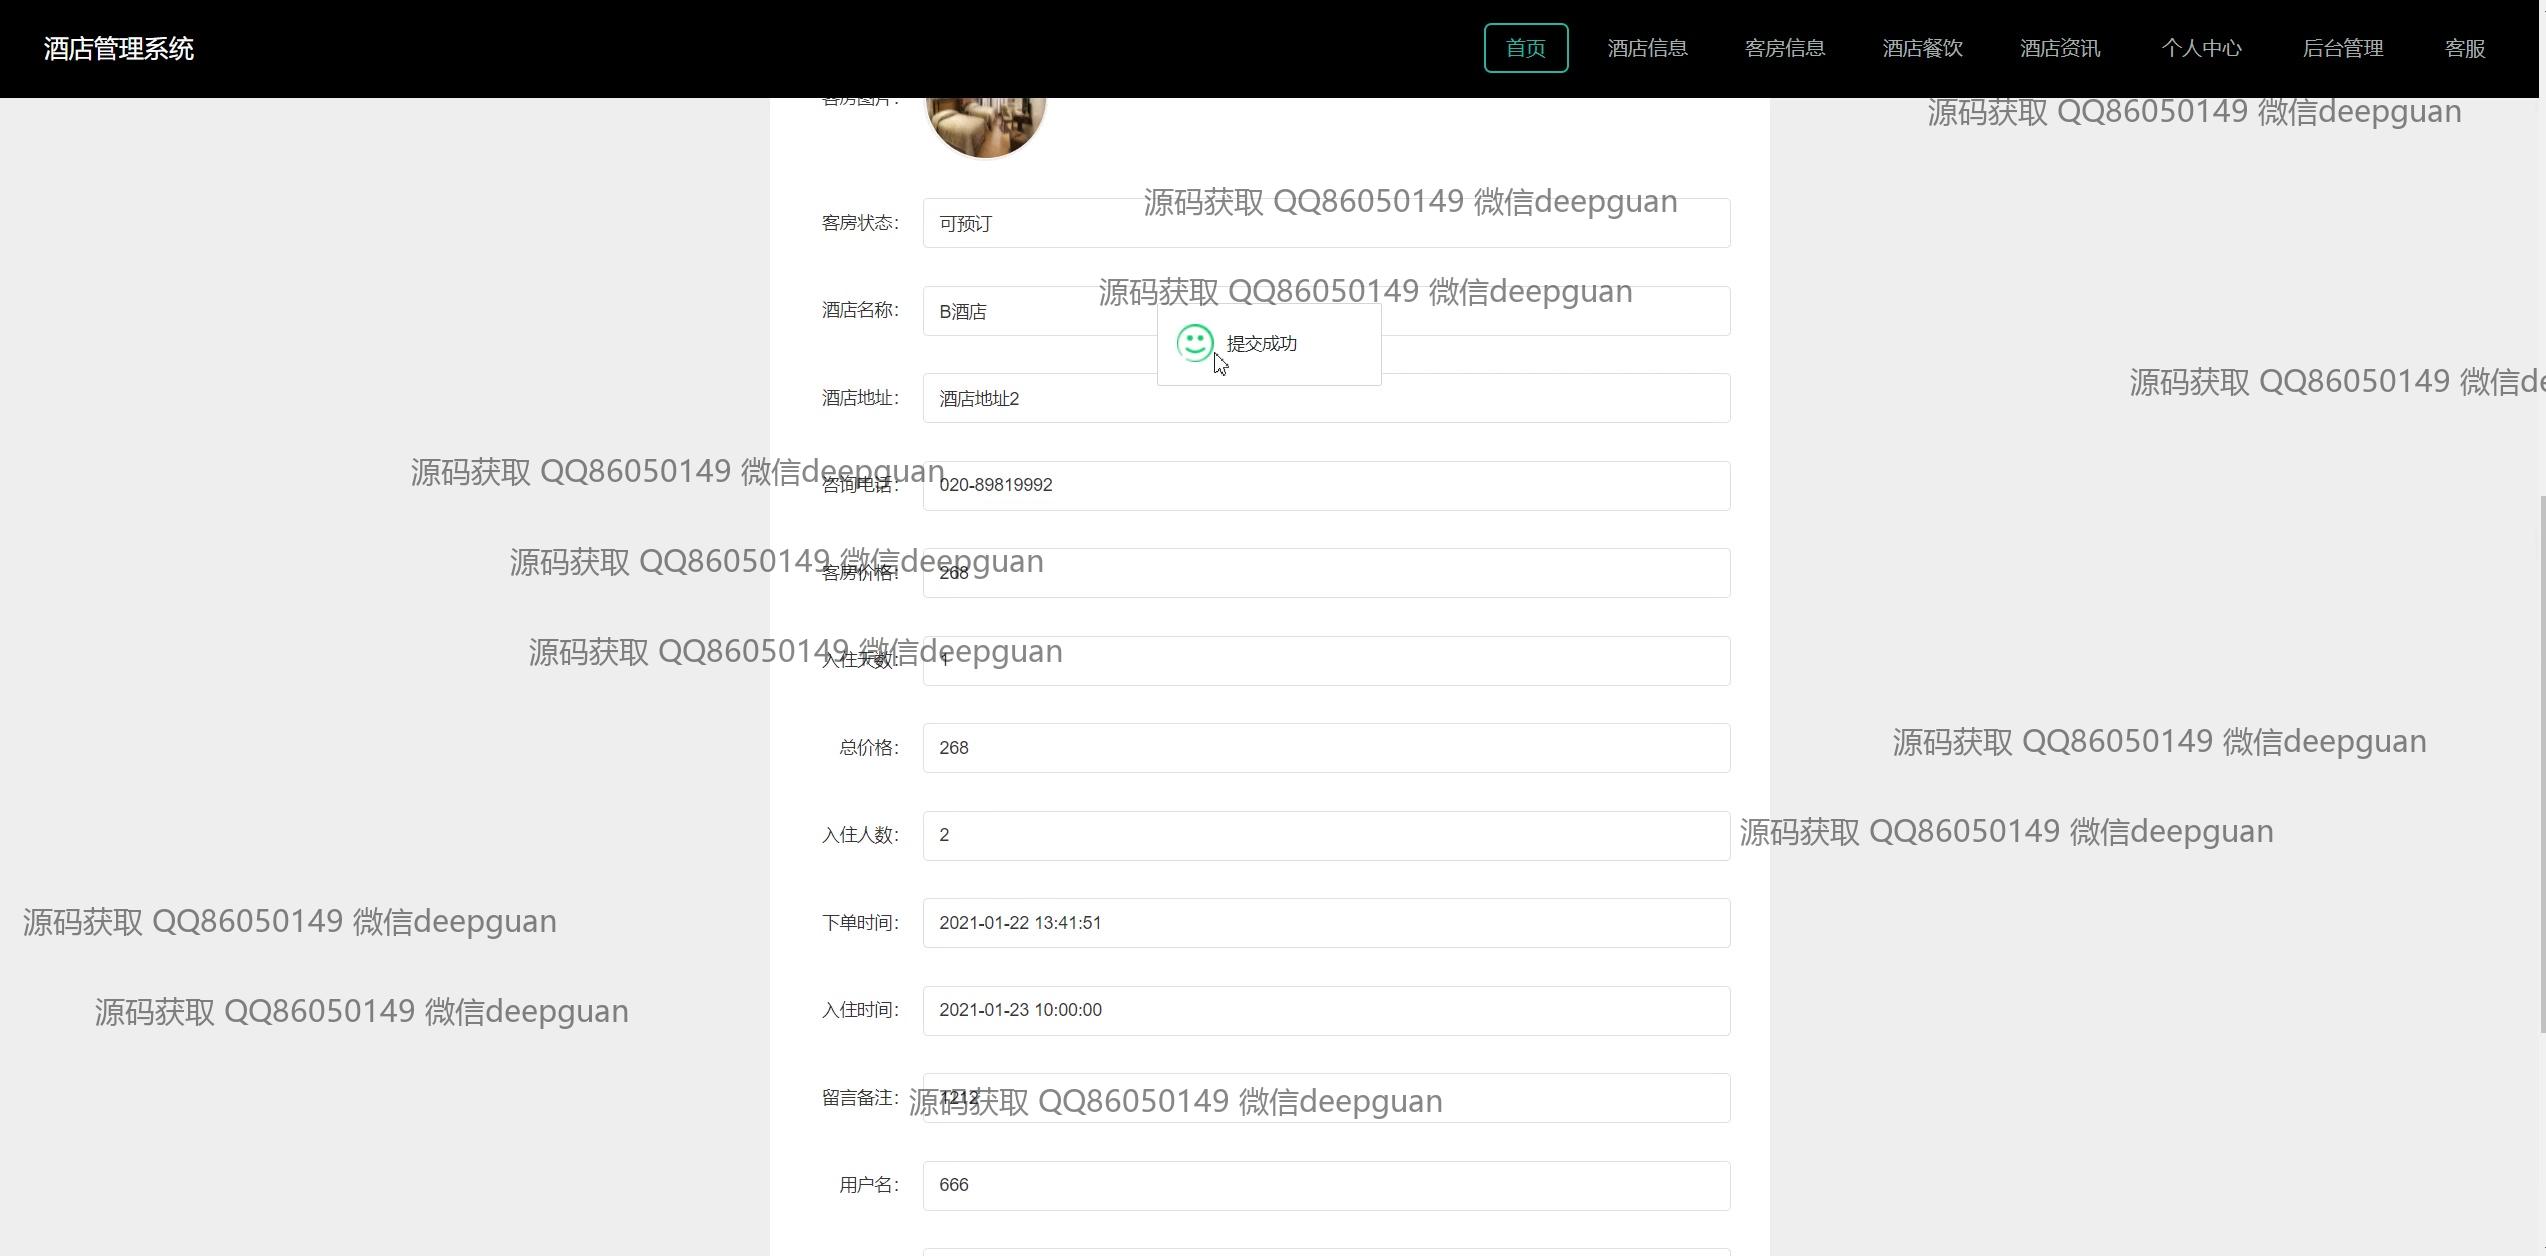 酒店管理系统
首页 酒店信息 客房信息 酒店餐饮 酒店资讯 个人中心 后台管理 客服
客房图片：
源码获取 QQ86050149 微信deepguan
源码获取 QQ86050149 微信deepguan
客房状态： 可预订
源码获取 QQ86050149 微信deepguan
酒店名称： B酒店
提交成功
源码获取 QQ86050149 微信de
酒店地址： 酒店地址2
源码获取 QQ86050149 微信deepguan
咨询电话： 020-89819992
源码获取 QQ86050149 微信deepguan
客房价格： 268
源码获取 QQ86050149 微信deepguan
入住天数： 1
源码获取 QQ86050149 微信deepguan
总价格： 268
源码获取 QQ86050149 微信deepguan
入住人数： 2
源码获取 QQ86050149 微信deepguan
下单时间： 2021-01-22 13:41:51
源码获取 QQ86050149 微信deepguan
入住时间： 2021-01-23 10:00:00
留言备注： 1212
源码获取 QQ86050149 微信deepguan
用户名： 666